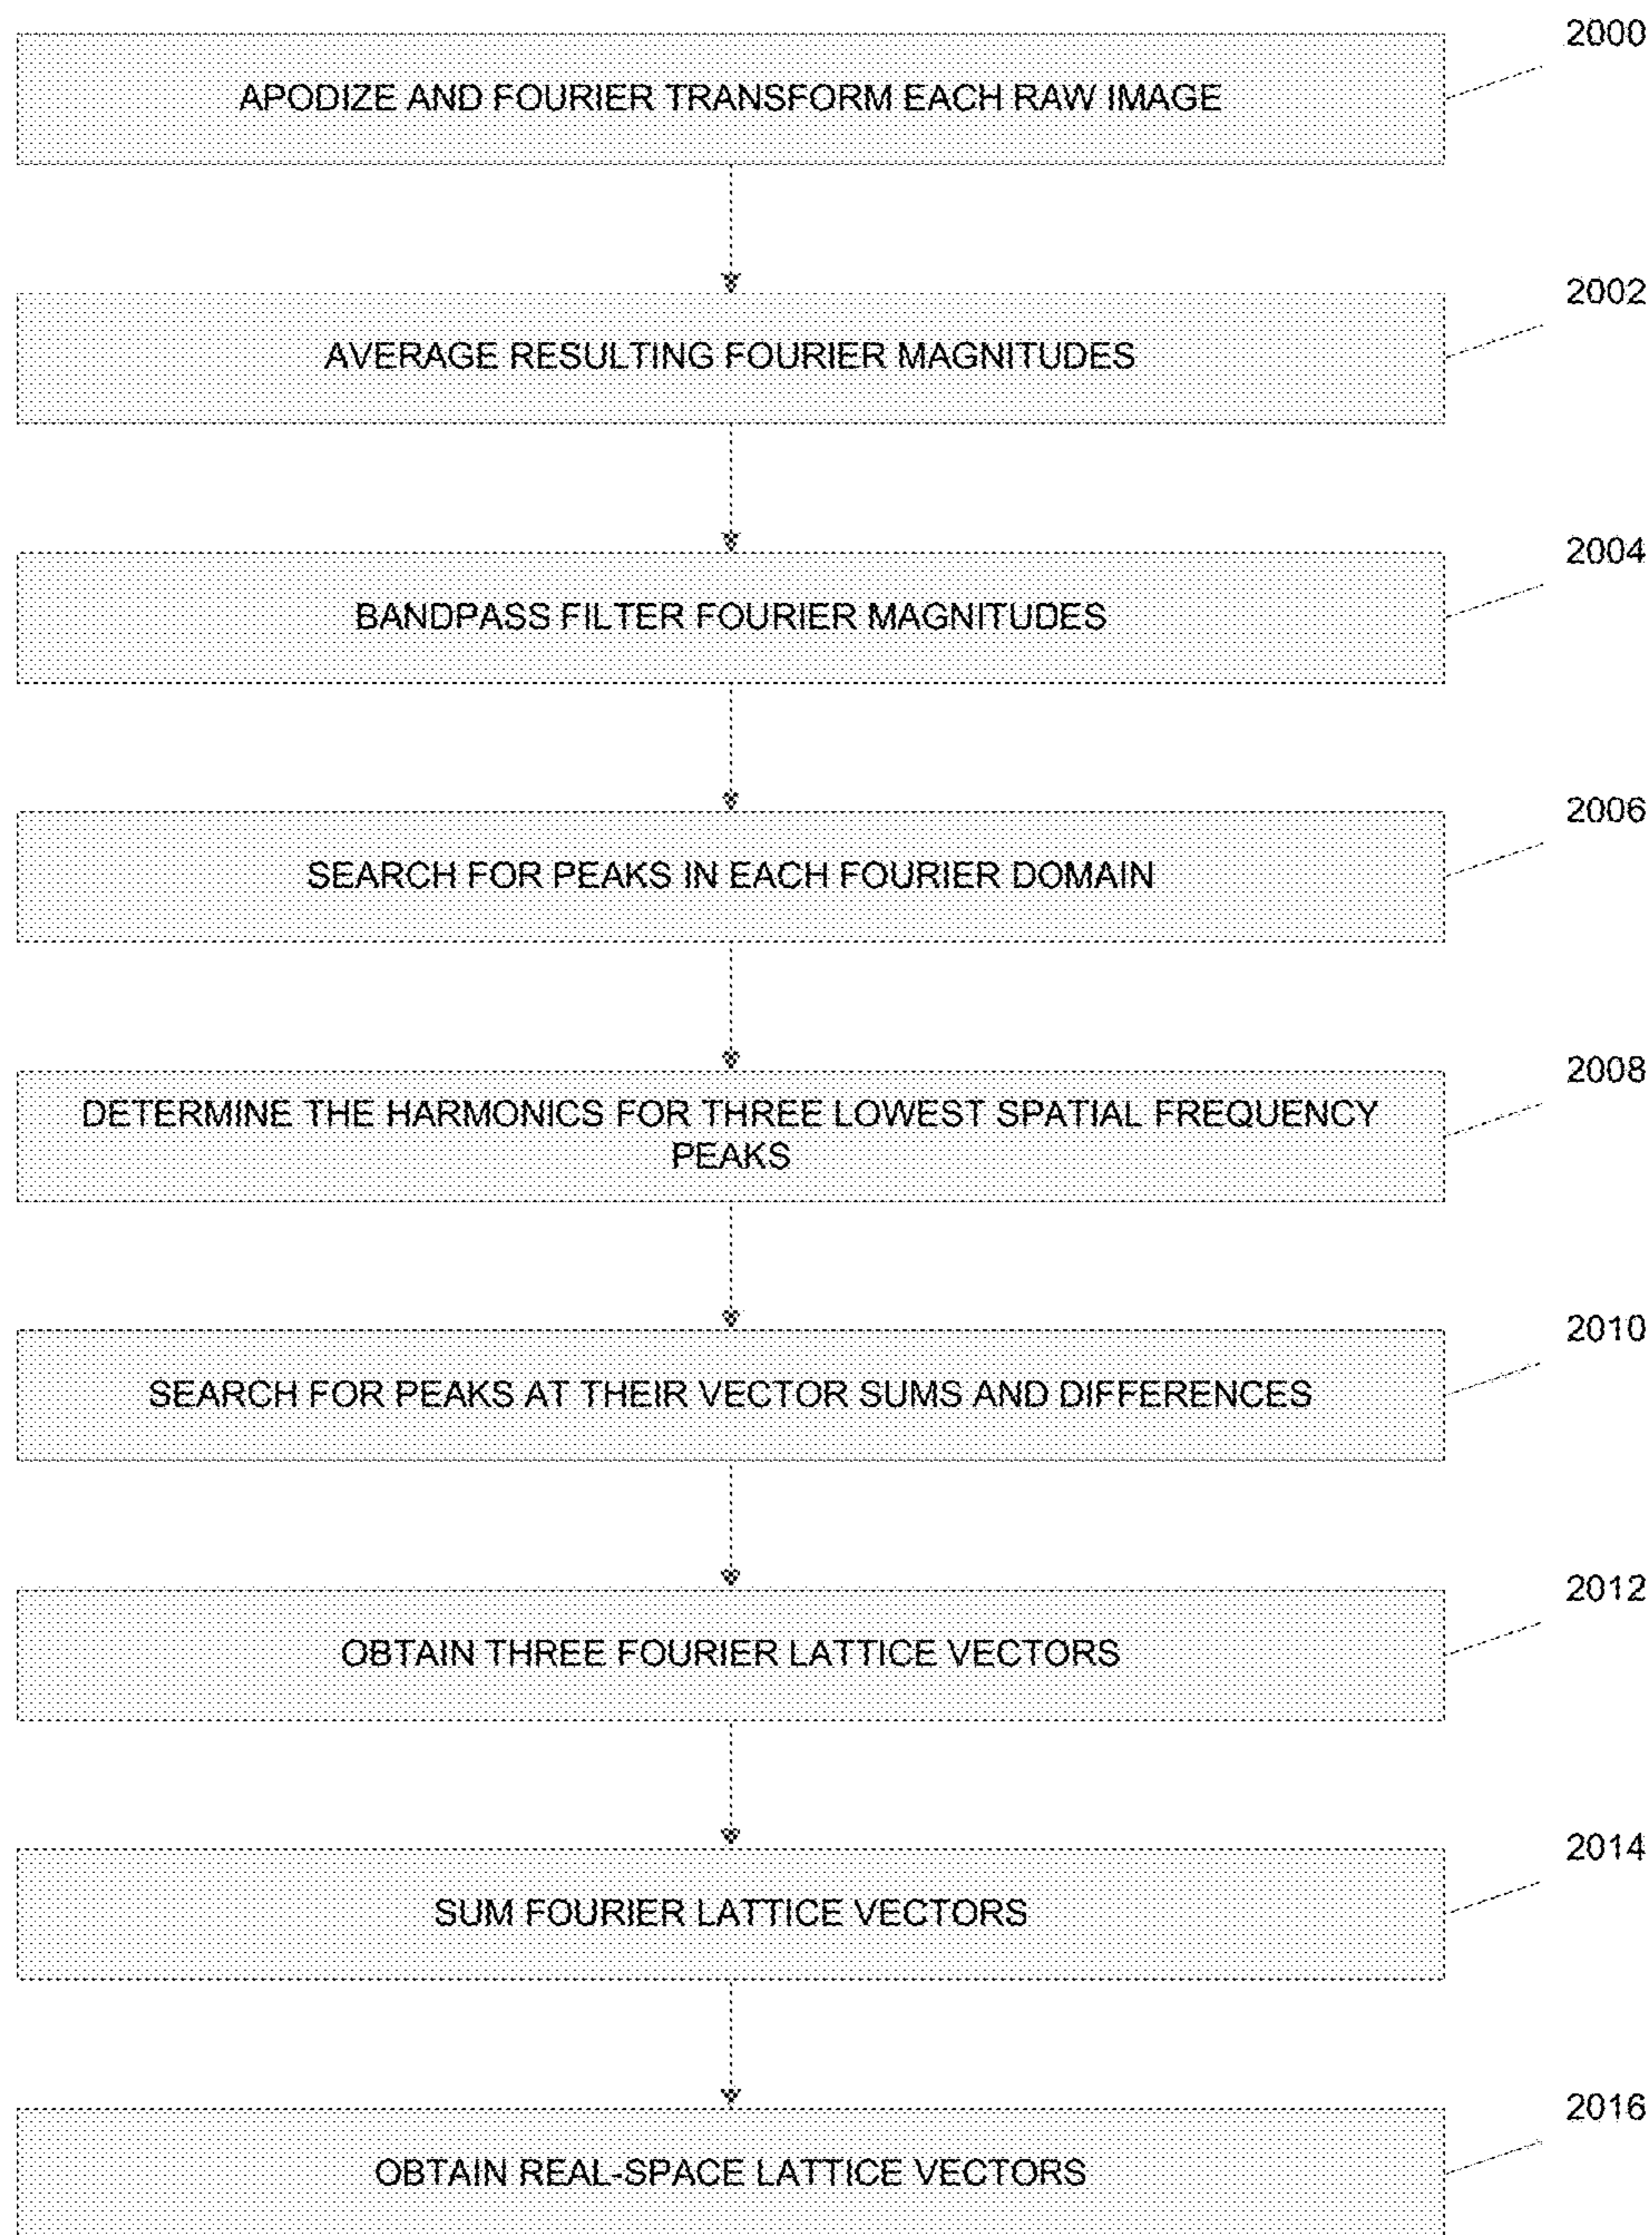 2000
APODIZE AND FOURIER TRANSFORM EACH RAW IMAGE
2002
AVERAGE RESULTING FOURIER MAGNITUDES
2004
BANDPASS FILTER FOURIER MAGNITUDES
2006
SEARCH FOR PEAKS IN EACH FOURIER DOMAIN
2008
DETERMINE THE HARMONICS FOR THREE LOWEST SPATIAL FREQUENCY
PEAKS
2010
SEARCH FOR PEAKS AT THEIR VECTOR SUMS AND DIFFERENCES
2012
OBTAIN THREE FOURIER LATTICE VECTORS
2014
SUM FOURIER LATTICE VECTORS
2016
OBTAIN REAL-SPACE LATTICE VECTORS